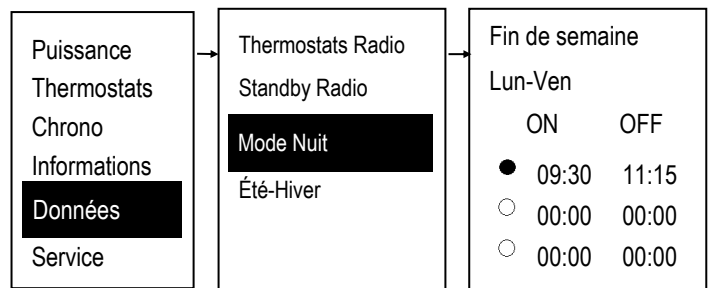 Puissance
Thermostats
Chrono
Informations
Données
Service
Thermostats Radio
Standby Radio
Mode Nuit
Été-Hiver
Fin de semaine
Lun-Ven
ON OFF
09:30 11:15
00:00 00:00
00:00 00:00